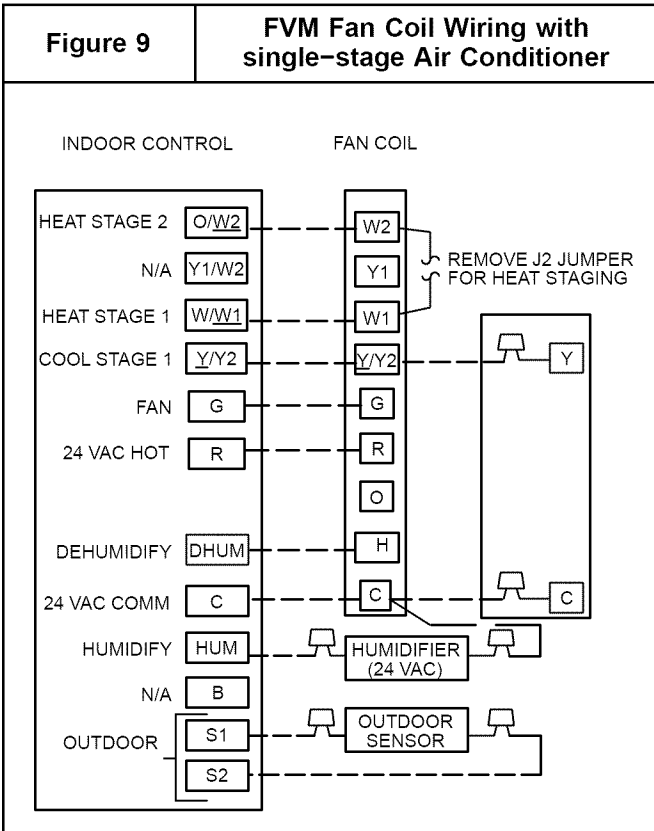 Figure 9
FVM Fan Coil Wiring with
single-stage Air Conditioner
INDOOR CONTROL
FAN COIL
HEAT STAGE 2 O/W2 W2
N/A Y1/W2 Y1
REMOVE J2 JUMPER
FOR HEAT STAGING
HEAT STAGE 1 W/W1 W1
COOL STAGE 1 Y/Y2 Y/Y2 Y
FAN G G
24 VAC HOT R R
O
DEHUMIDIFY DHUM H
24 VAC COMM C C C
HUMIDIFY HUM HUMIDIFIER
(24 VAC)
N/A B
OUTDOOR S1 OUTDOOR
SENSOR
S2